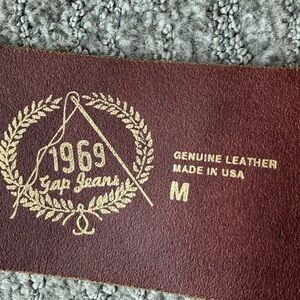 1969
Gap Jeans
GENUINE LEATHER
MADE IN USA
M